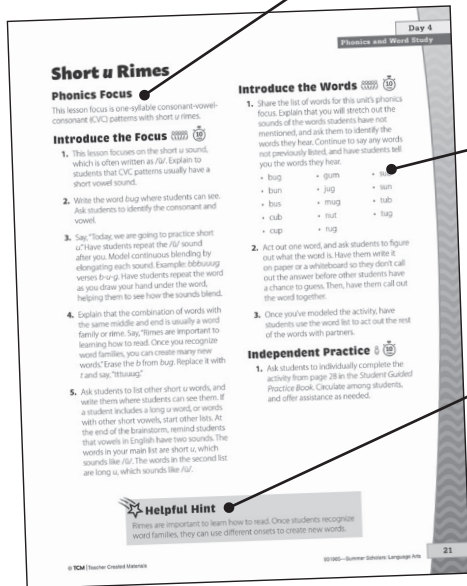 Day 4
Phonics and Word Study
Short u Rimes
Phonics Focus
This lesson focus is one-syllable consonant-vowel-
consonant (CVC) patterns with short u rimes.
Introduce the Focus 10
1. This lesson focuses on the short u sound,
which is often written as /ŭ/. Explain to
students that CVC patterns usually have a
short vowel sound.
2. Write the word bug where students can see.
Ask students to identify the consonant and
vowel.
3. Say, "Today, we are going to practice short
u." Have students repeat the /ŭ/ sound
after you. Model continuous blending by
elongating each sound. Example:
verses b-u-g. Have students repeat the word
as you draw your hand under the word,
helping them to see how the sounds blend.
4. Explain that the combination of words with
the same middle and end is usually a word
family or rime. Say, "Rimes are important to
learning how to read. Once you recognize
word families, you can create many new
words." Erase the b from bug. Replace it with
t and say,
5. Ask students to list other short u words, and
write them where students can see them. If
a student includes a long u word, or words
with other short vowels, start other lists. At
the end of the brainstorm, remind students
that vowels in English have two sounds. The
words in your main list are short u, which
sounds like /ŭ/. The words in the second list
are long u, which sounds like /ū/.
Introduce the Words 10
1. Share the list of words for this unit's phonics
focus. Explain that you will stretch out the
sounds of the words students have not
mentioned, and ask them to identify the
words they hear. Continue to say any words
not previously listed, and have students tell
you the words they hear.
• bug
• bun
• bus
• cub
• cup
• gum
• jug
• mug
• nut
• rug
• sun
• tub
• tug
2. Act out one word, and ask students to figure
out what the word is. Have them write it
on paper or a whiteboard so they don't call
out the answer before other students have
a chance to guess. Then, have them call out
the word together.
3. Once you've modeled the activity, have
students use the word list to act out the rest
of the words with partners.
Independent Practice 10
1. Ask students to individually complete the
activity from page 28 in the Student Guided
Practice Book. Circulate among students,
and offer assistance as needed.
Helpful Hint
Rimes are important to learn how to read. Once students recognize
word families, they can use different onsets to create new words.
© TCM | Teacher Created Materials
—Summer Scholars: Language Arts
21